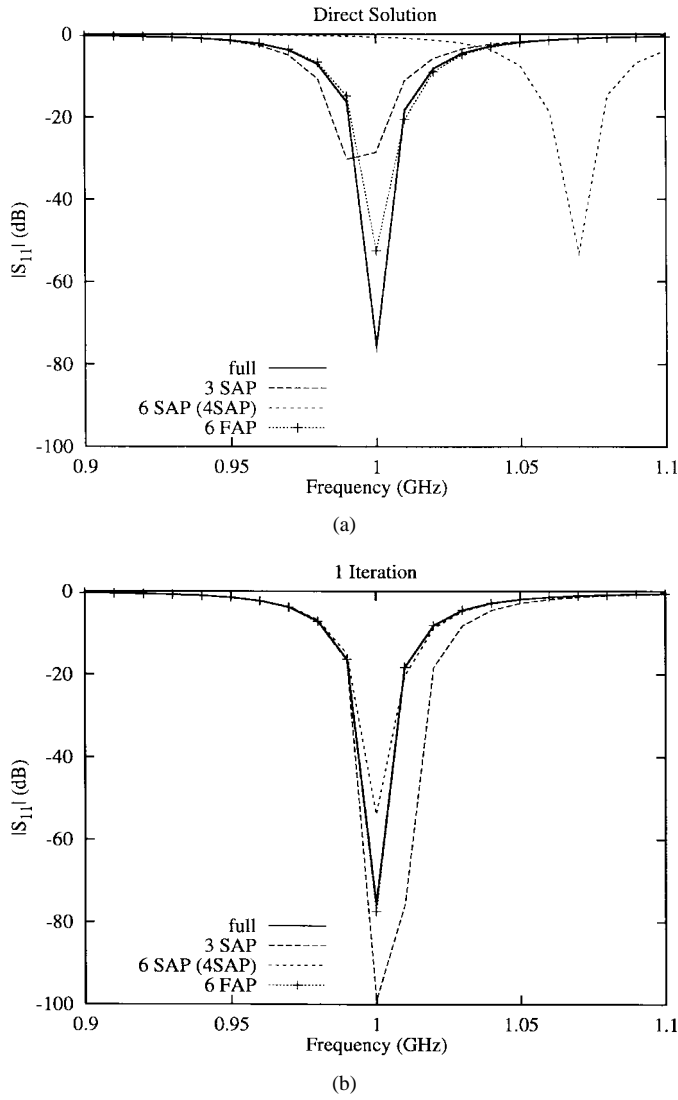 Direct Solution
0
-20
-40
-60
-80
-100
|S11| (dB)
full
3 SAP
6 SAP (4SAP)
6 FAP
0.9
0.95
1
1.05
1.1
Frequency (GHz)
(a)
1 Iteration
0
-20
-40
-60
-80
-100
|S11| (dB)
full
3 SAP
6 SAP (4SAP)
6 FAP
0.9
0.95
1
1.05
1.1
Frequency (GHz)
(b)